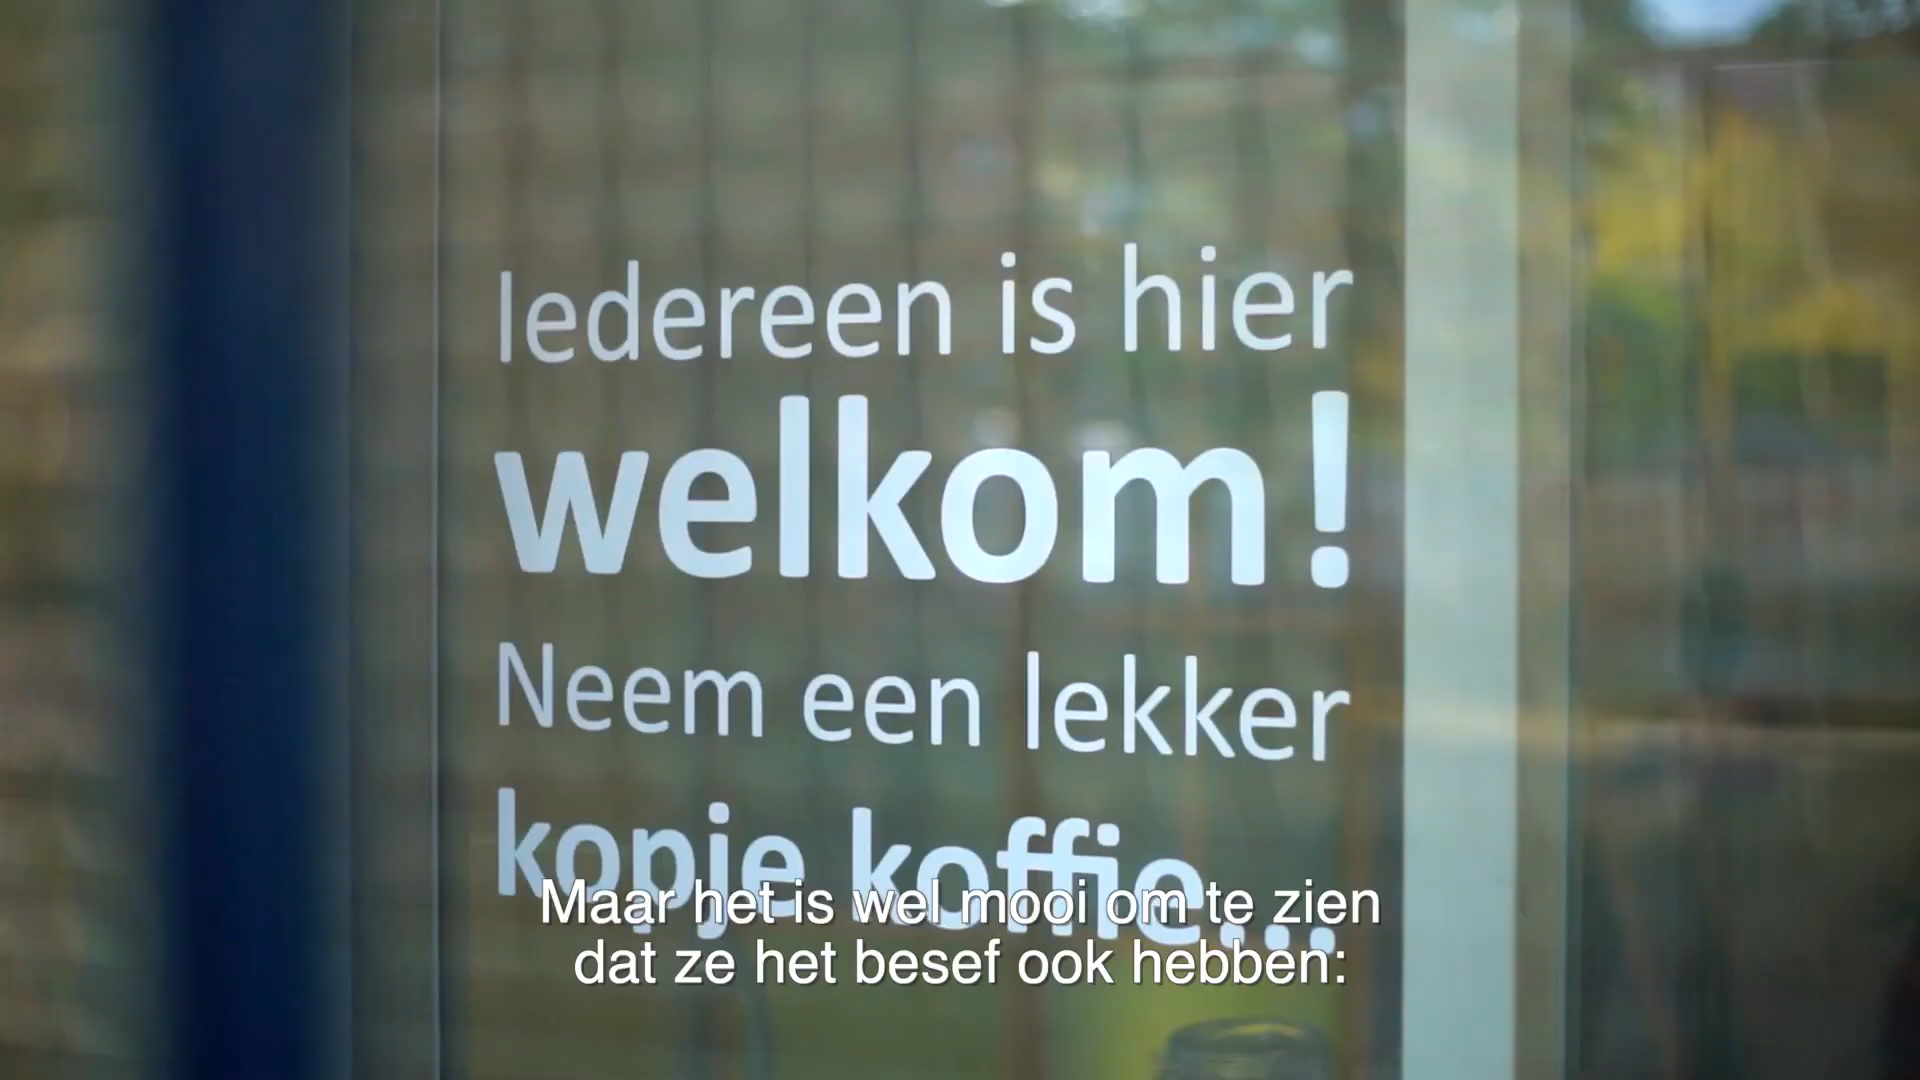 Iedereen is hier
welkom!
Neem een lekker
kopje koffie...
Maar het is wel mooi om te zien
dat ze het besef ook hebben: